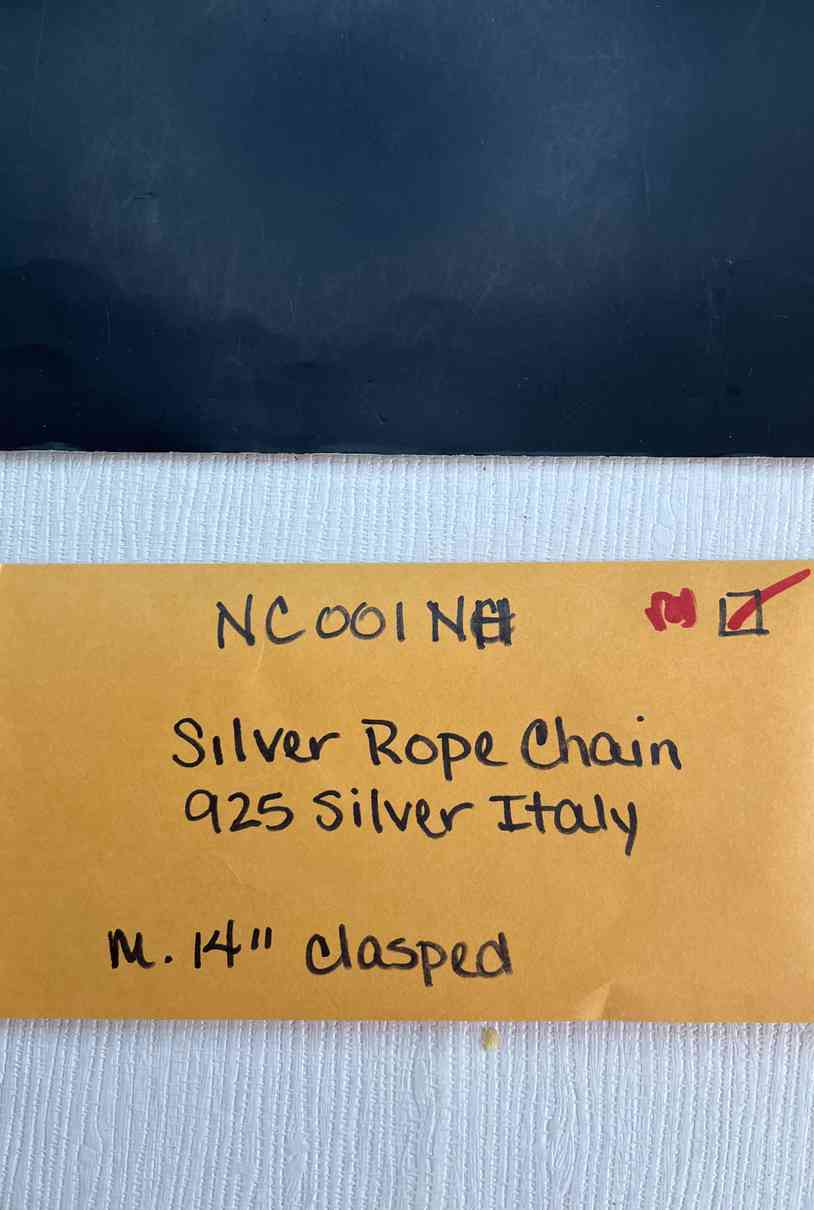 NC001N
Silver Rope Chain
925 Silver Italy
M. 14" clasped